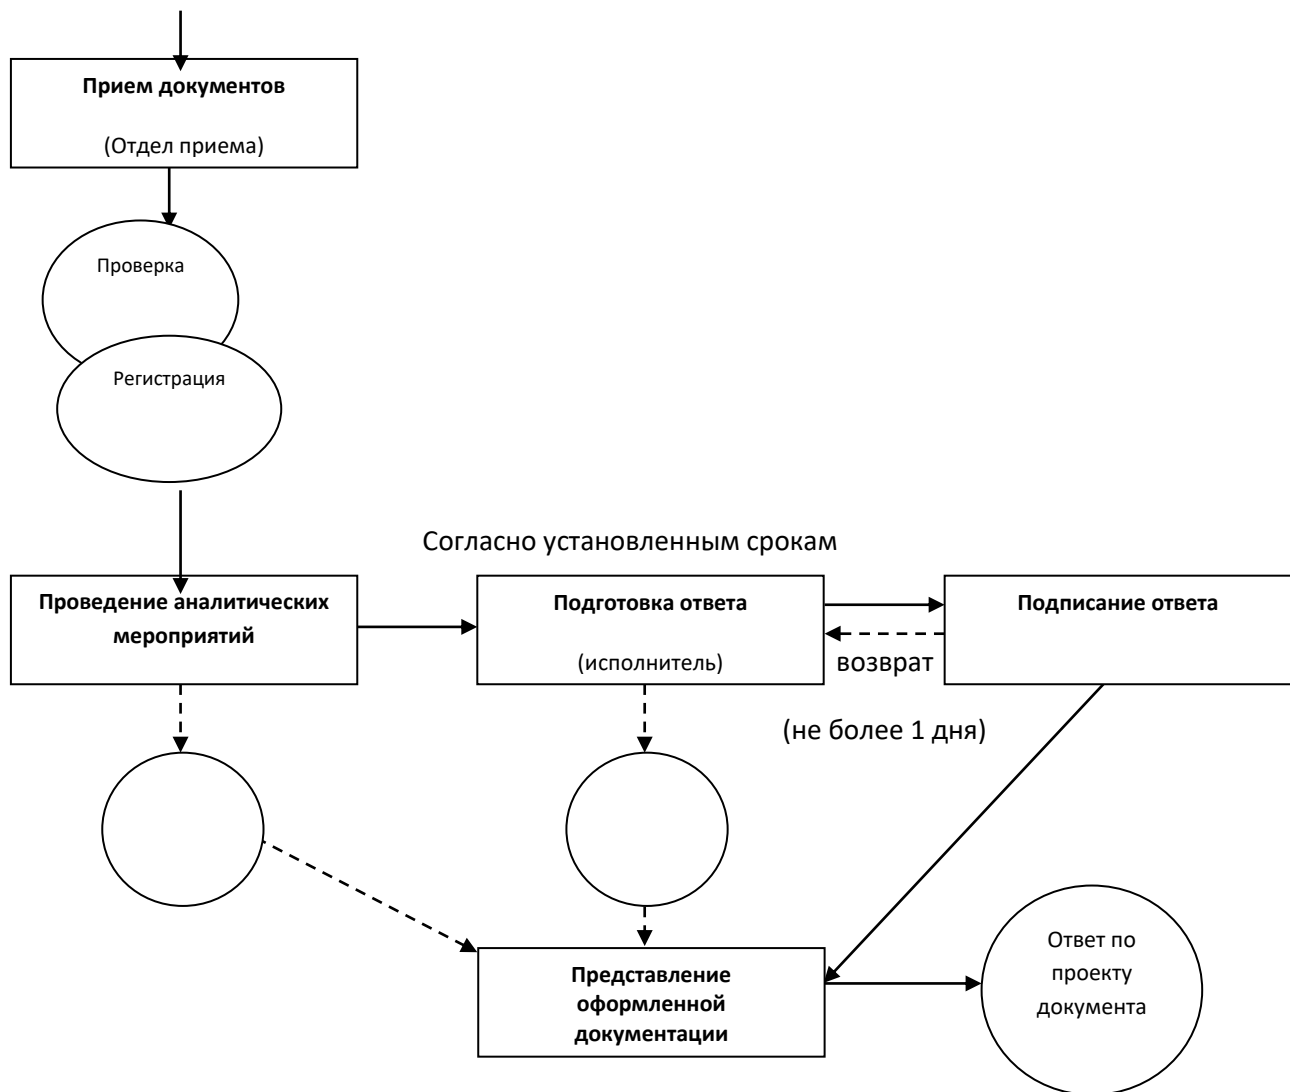 Прием документов
(Отдел приема)
Проверка
Регистрация
Согласно установленным срокам
Проведение аналитических
мероприятий
Подготовка ответа
(исполнитель)
Подписание ответа
возврат
(не более 1 дня)
Представление
оформленной
документации
Ответ по
проекту
документа